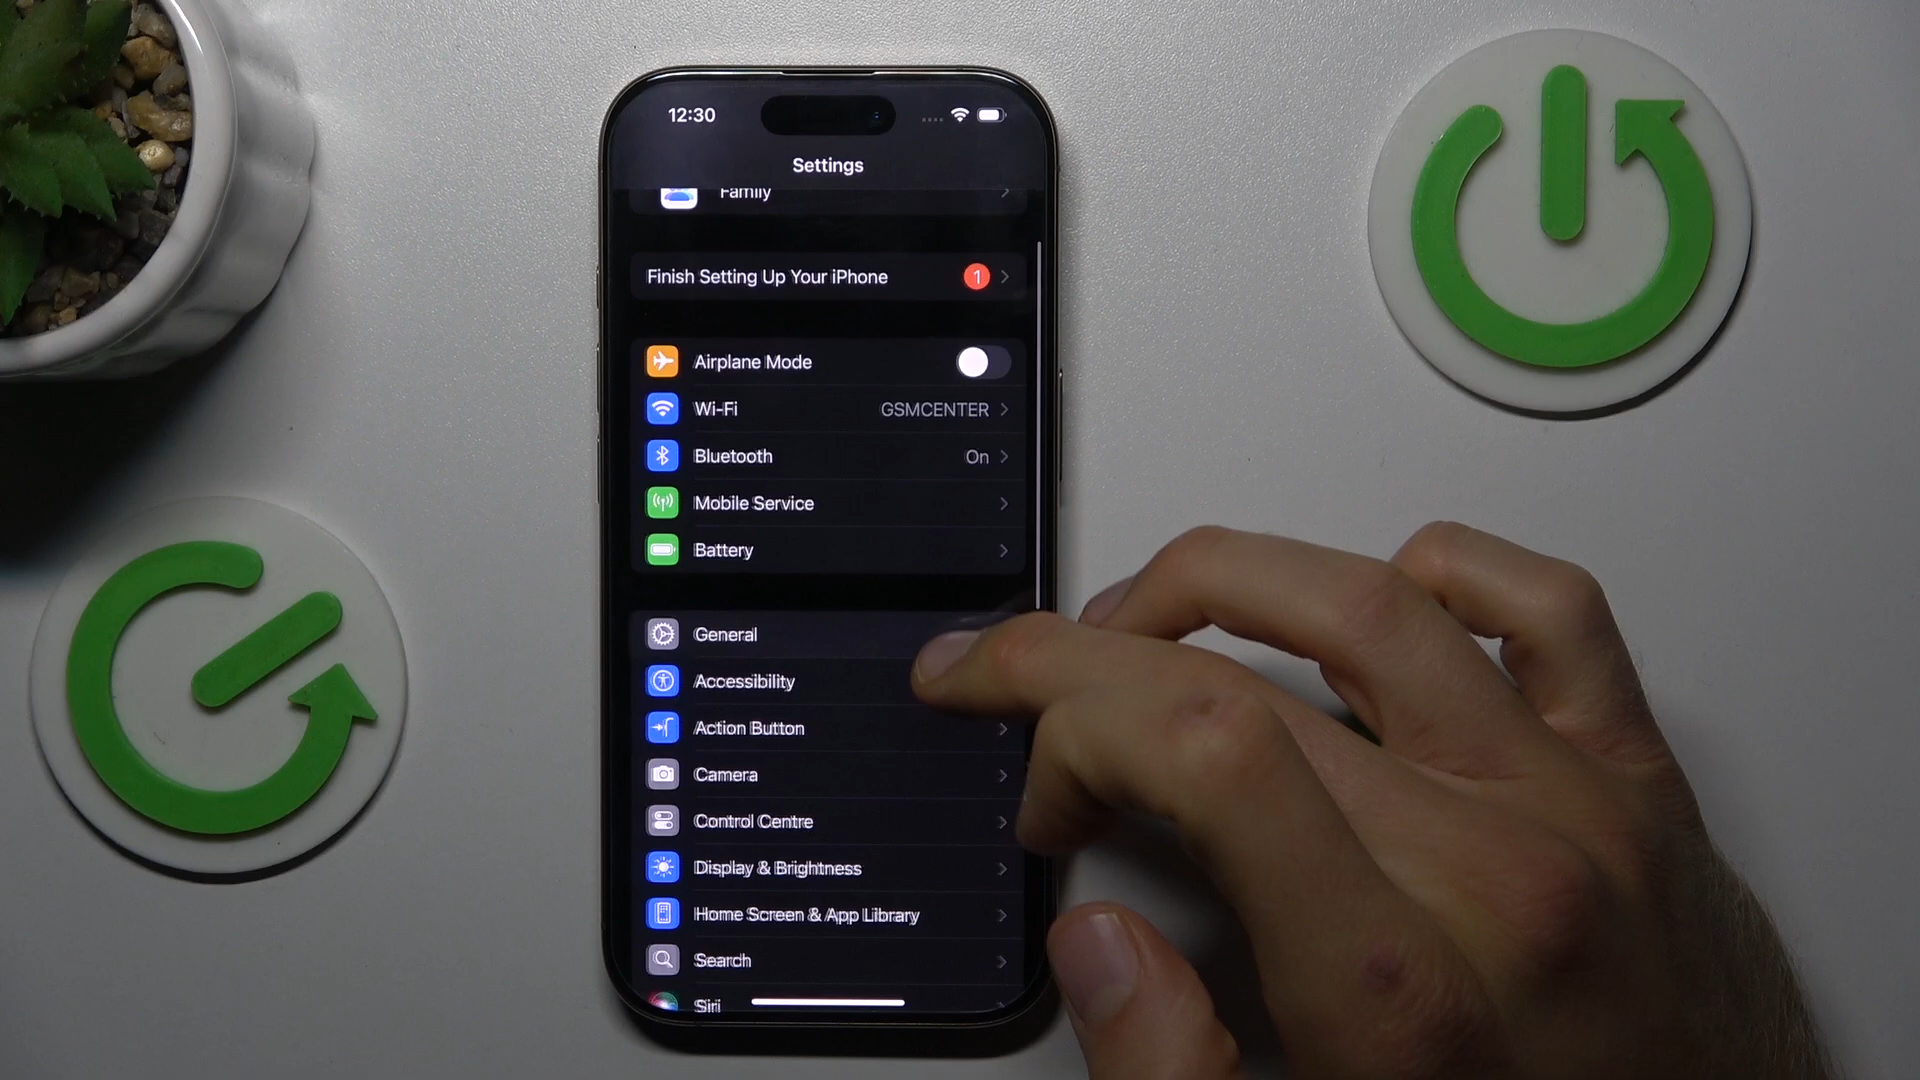 12:30
Settings
Family
Finish Setting Up Your iPhone 1
Airplane Mode
Wi-Fi GSMCENTER
Bluetooth On
Mobile Service
Battery
General
Accessibility
Action Button
Camera
Control Centre
Display & Brightness
Home Screen & App Library
Search
Siri